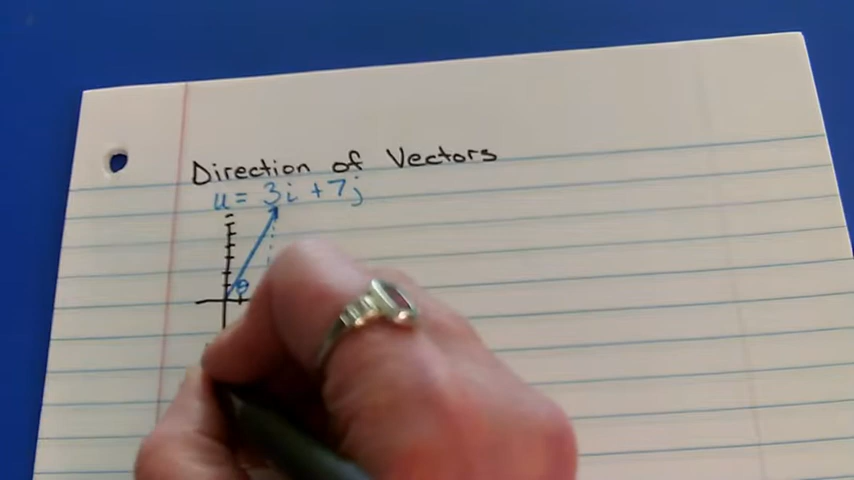 Direction of Vectors
u = 3i + 7j
θ